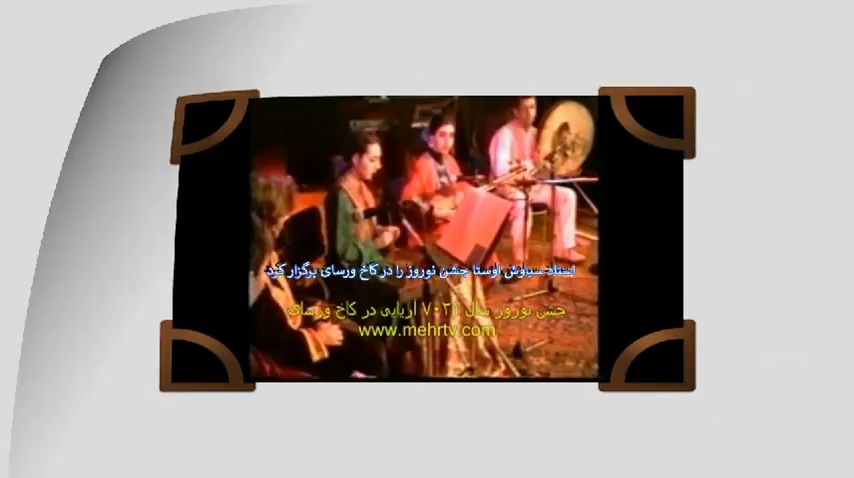 استاد سیاوش اوستا جشن نوروز را در کاخ ورسای برگزار کرد
جشن نوروز سال ۷۰۳۱ آریایی در کاخ ورسای
www.mehrtv.com